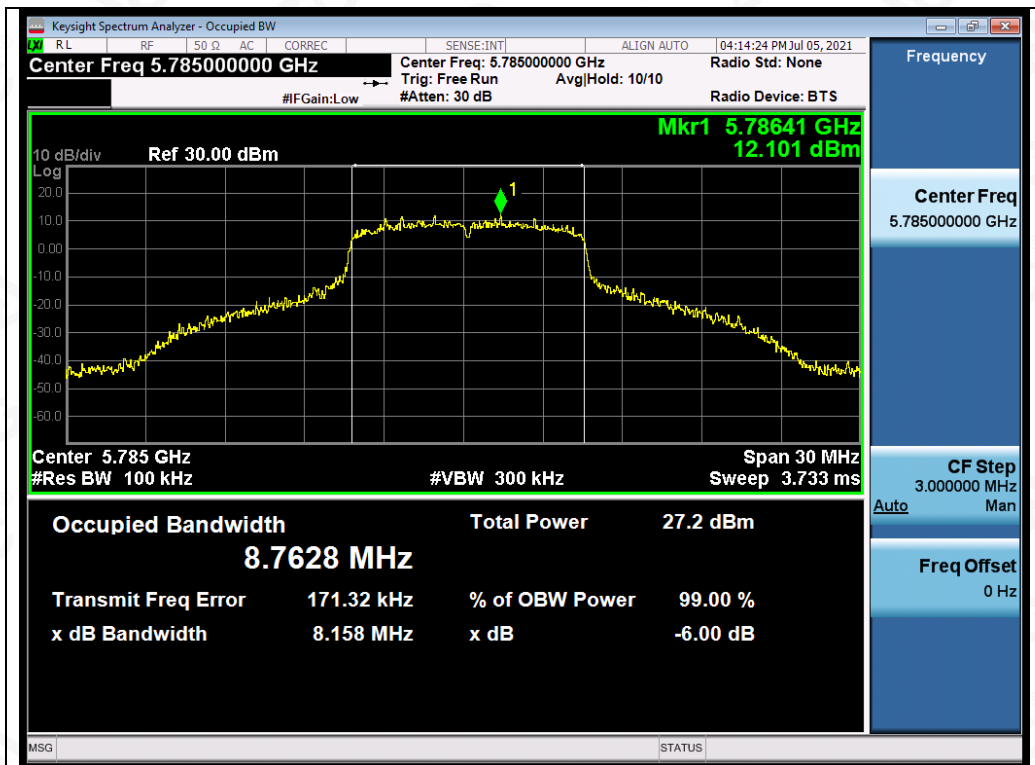 Keysight Spectrum Analyzer - Occupied BW
LXI RL RF 50 Ω AC CORREC SENSE:INT ALIGN AUTO 04:14:24 PM Jul 05, 2021
Center Freq 5.785000000 GHz
Center Freq: 5.785000000 GHz Radio Std: None
Trig: Free Run Avg|Hold: 10/10
#IFGain:Low #Atten: 30 dB Radio Device: BTS
Frequency
Mkr1 5.78641 GHz
12.101 dBm
10 dB/div Ref 30.00 dBm
Log
20.0
10.0
0.00
-10.0
-20.0
-30.0
-40.0
-50.0
-60.0
1
Center 5.785 GHz Span 30 MHz
#Res BW 100 kHz #VBW 300 kHz Sweep 3.733 ms
Occupied Bandwidth Total Power 27.2 dBm
8.7628 MHz
Transmit Freq Error 171.32 kHz % of OBW Power 99.00 %
x dB Bandwidth 8.158 MHz x dB -6.00 dB
Center Freq
5.785000000 GHz
CF Step
3.000000 MHz
Auto Man
Freq Offset
0 Hz
MSG STATUS